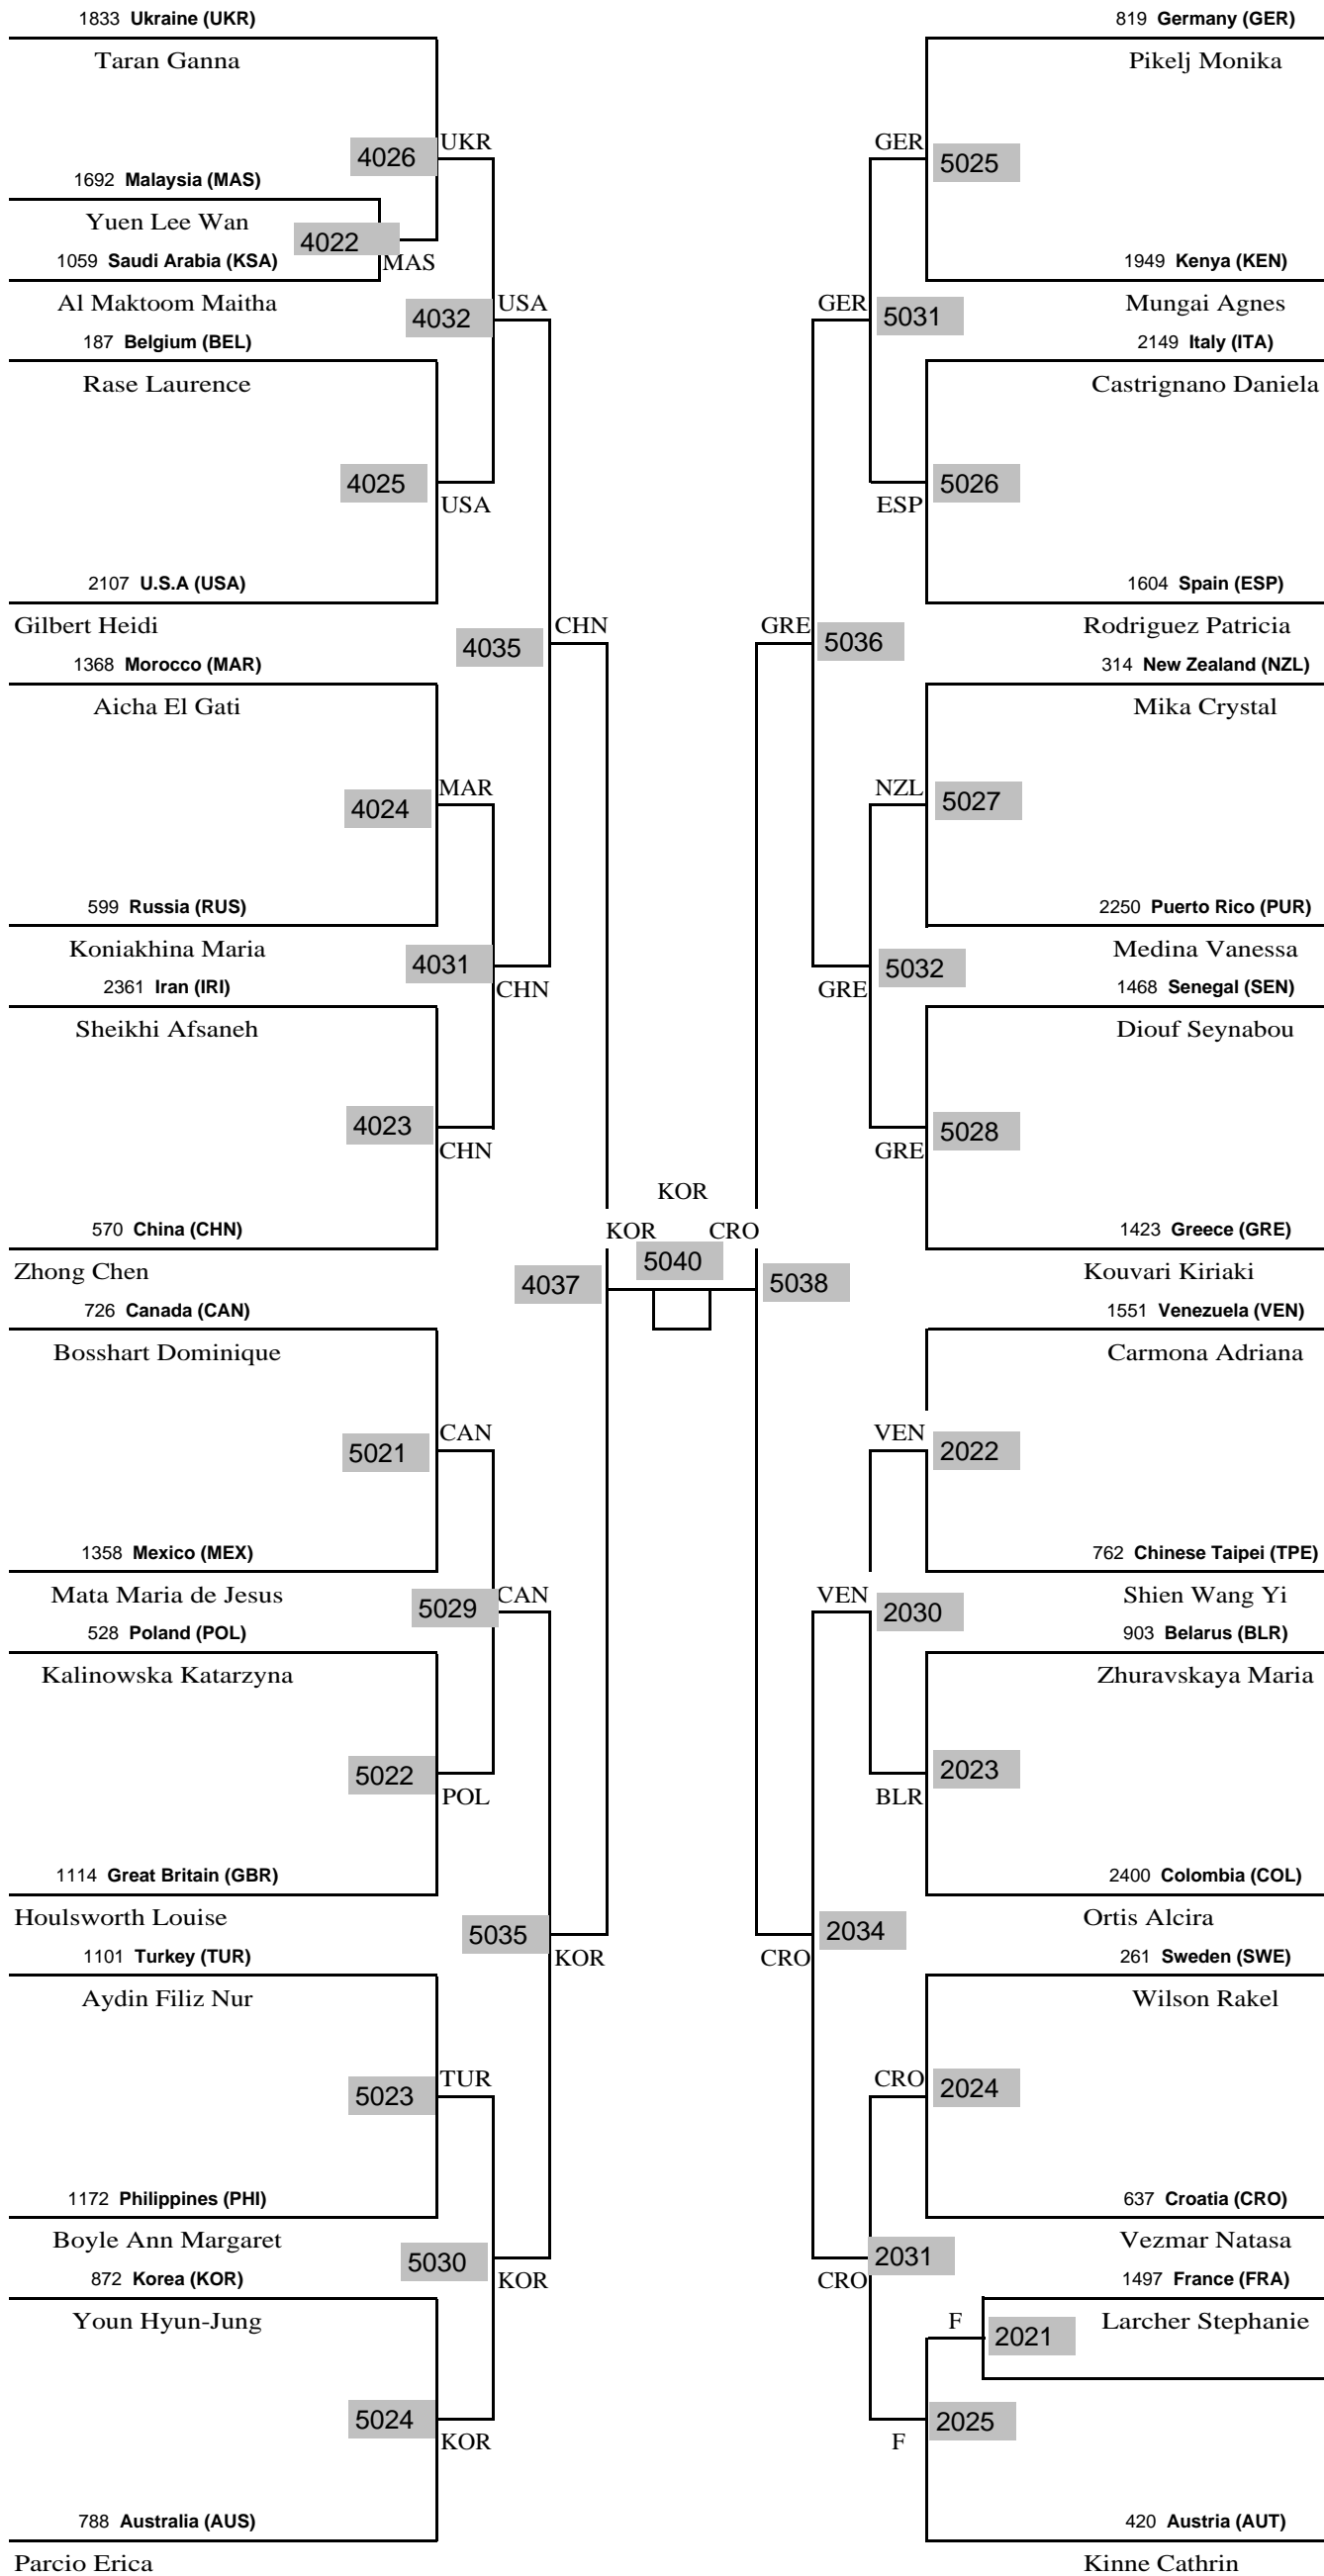 1833 Ukraine (UKR)
Taran Ganna
4026
UKR
1692 Malaysia (MAS)
Yuen Lee Wan
4022
MAS
1059 Saudi Arabia (KSA)
Al Maktoom Maitha
4032
USA
187 Belgium (BEL)
Rase Laurence
4025
USA
2107 U.S.A (USA)
Gilbert Heidi
4035
CHN
1368 Morocco (MAR)
Aicha El Gati
4024
MAR
599 Russia (RUS)
Koniakhina Maria
4031
CHN
2361 Iran (IRI)
Sheikhi Afsaneh
4023
CHN
570 China (CHN)
Zhong Chen
4037
KOR
726 Canada (CAN)
Bosshart Dominique
5021
CAN
1358 Mexico (MEX)
Mata Maria de Jesus
5029
CAN
528 Poland (POL)
Kalinowska Katarzyna
5022
POL
1114 Great Britain (GBR)
Houlsworth Louise
5035
KOR
1101 Turkey (TUR)
Aydin Filiz Nur
5023
TUR
1172 Philippines (PHI)
Boyle Ann Margaret
5030
KOR
872 Korea (KOR)
Youn Hyun-Jung
5024
KOR
788 Australia (AUS)
Parcio Erica
KOR
5040
819 Germany (GER)
Pikelj Monika
GER
5025
1949 Kenya (KEN)
Mungai Agnes
GER
5031
2149 Italy (ITA)
Castrignano Daniela
ESP
5026
1604 Spain (ESP)
Rodriguez Patricia
GRE
5036
314 New Zealand (NZL)
Mika Crystal
NZL
5027
2250 Puerto Rico (PUR)
Medina Vanessa
GRE
5032
1468 Senegal (SEN)
Diouf Seynabou
GRE
5028
1423 Greece (GRE)
Kouvari Kiriaki
CRO
5038
1551 Venezuela (VEN)
Carmona Adriana
VEN
2022
762 Chinese Taipei (TPE)
Shien Wang Yi
VEN
2030
903 Belarus (BLR)
Zhuravskaya Maria
BLR
2023
2400 Colombia (COL)
Ortis Alcira
CRO
2034
261 Sweden (SWE)
Wilson Rakel
CRO
2024
637 Croatia (CRO)
Vezmar Natasa
CRO
2031
1497 France (FRA)
Larcher Stephanie
F
2021
F
2025
420 Austria (AUT)
Kinne Cathrin